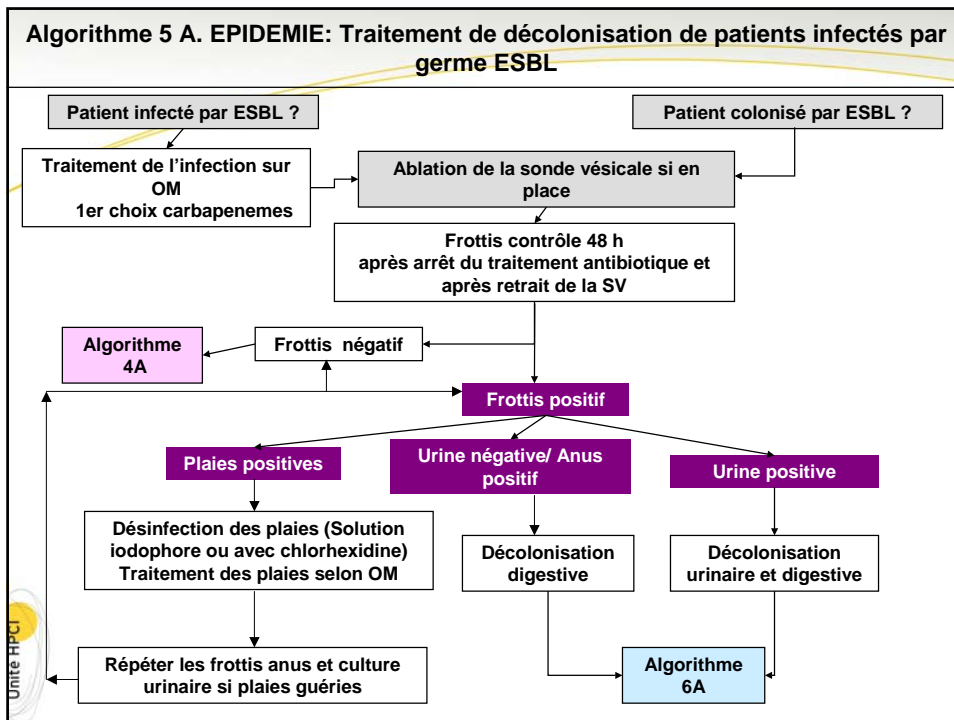 Algorithme 5 A. EPIDEMIE: Traitement de décolonisation de patients infectés par
germe ESBL
Patient infecté par ESBL ?
Patient colonisé par ESBL ?
Traitement de l'infection sur
OM
1er choix carbapenemes
Ablation de la sonde vésicale si en
place
Frottis contrôle 48 h
après arrêt du traitement antibiotique et
après retrait de la SV
Algorithme
4A
Frottis négatif
Frottis positif
Plaies positives
Urine négative/ Anus
positif
Urine positive
Désinfection des plaies (Solution
iodophore ou avec chlorhexidine)
Traitement des plaies selon OM
Décolonisation
digestive
Décolonisation
urinaire et digestive
Répéter les frottis anus et culture
urinaire si plaies guéries
Algorithme
6A
Unité HPCI